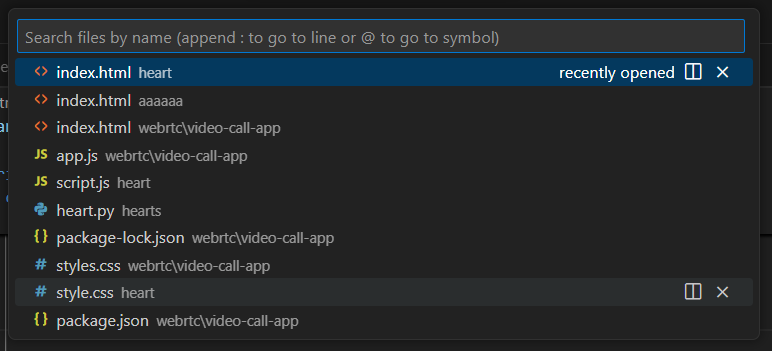 Search files by name (append : to go to line or @ to go to symbol)
<> index.html heart recently opened
<> index.html aaaaaa
<> index.html webrtc\video-call-app
JS app.js webrtc\video-call-app
JS script.js heart
heart.py hearts
{} package-lock.json webrtc\video-call-app
# styles.css webrtc\video-call-app
# style.css heart
{} package.json webrtc\video-call-app